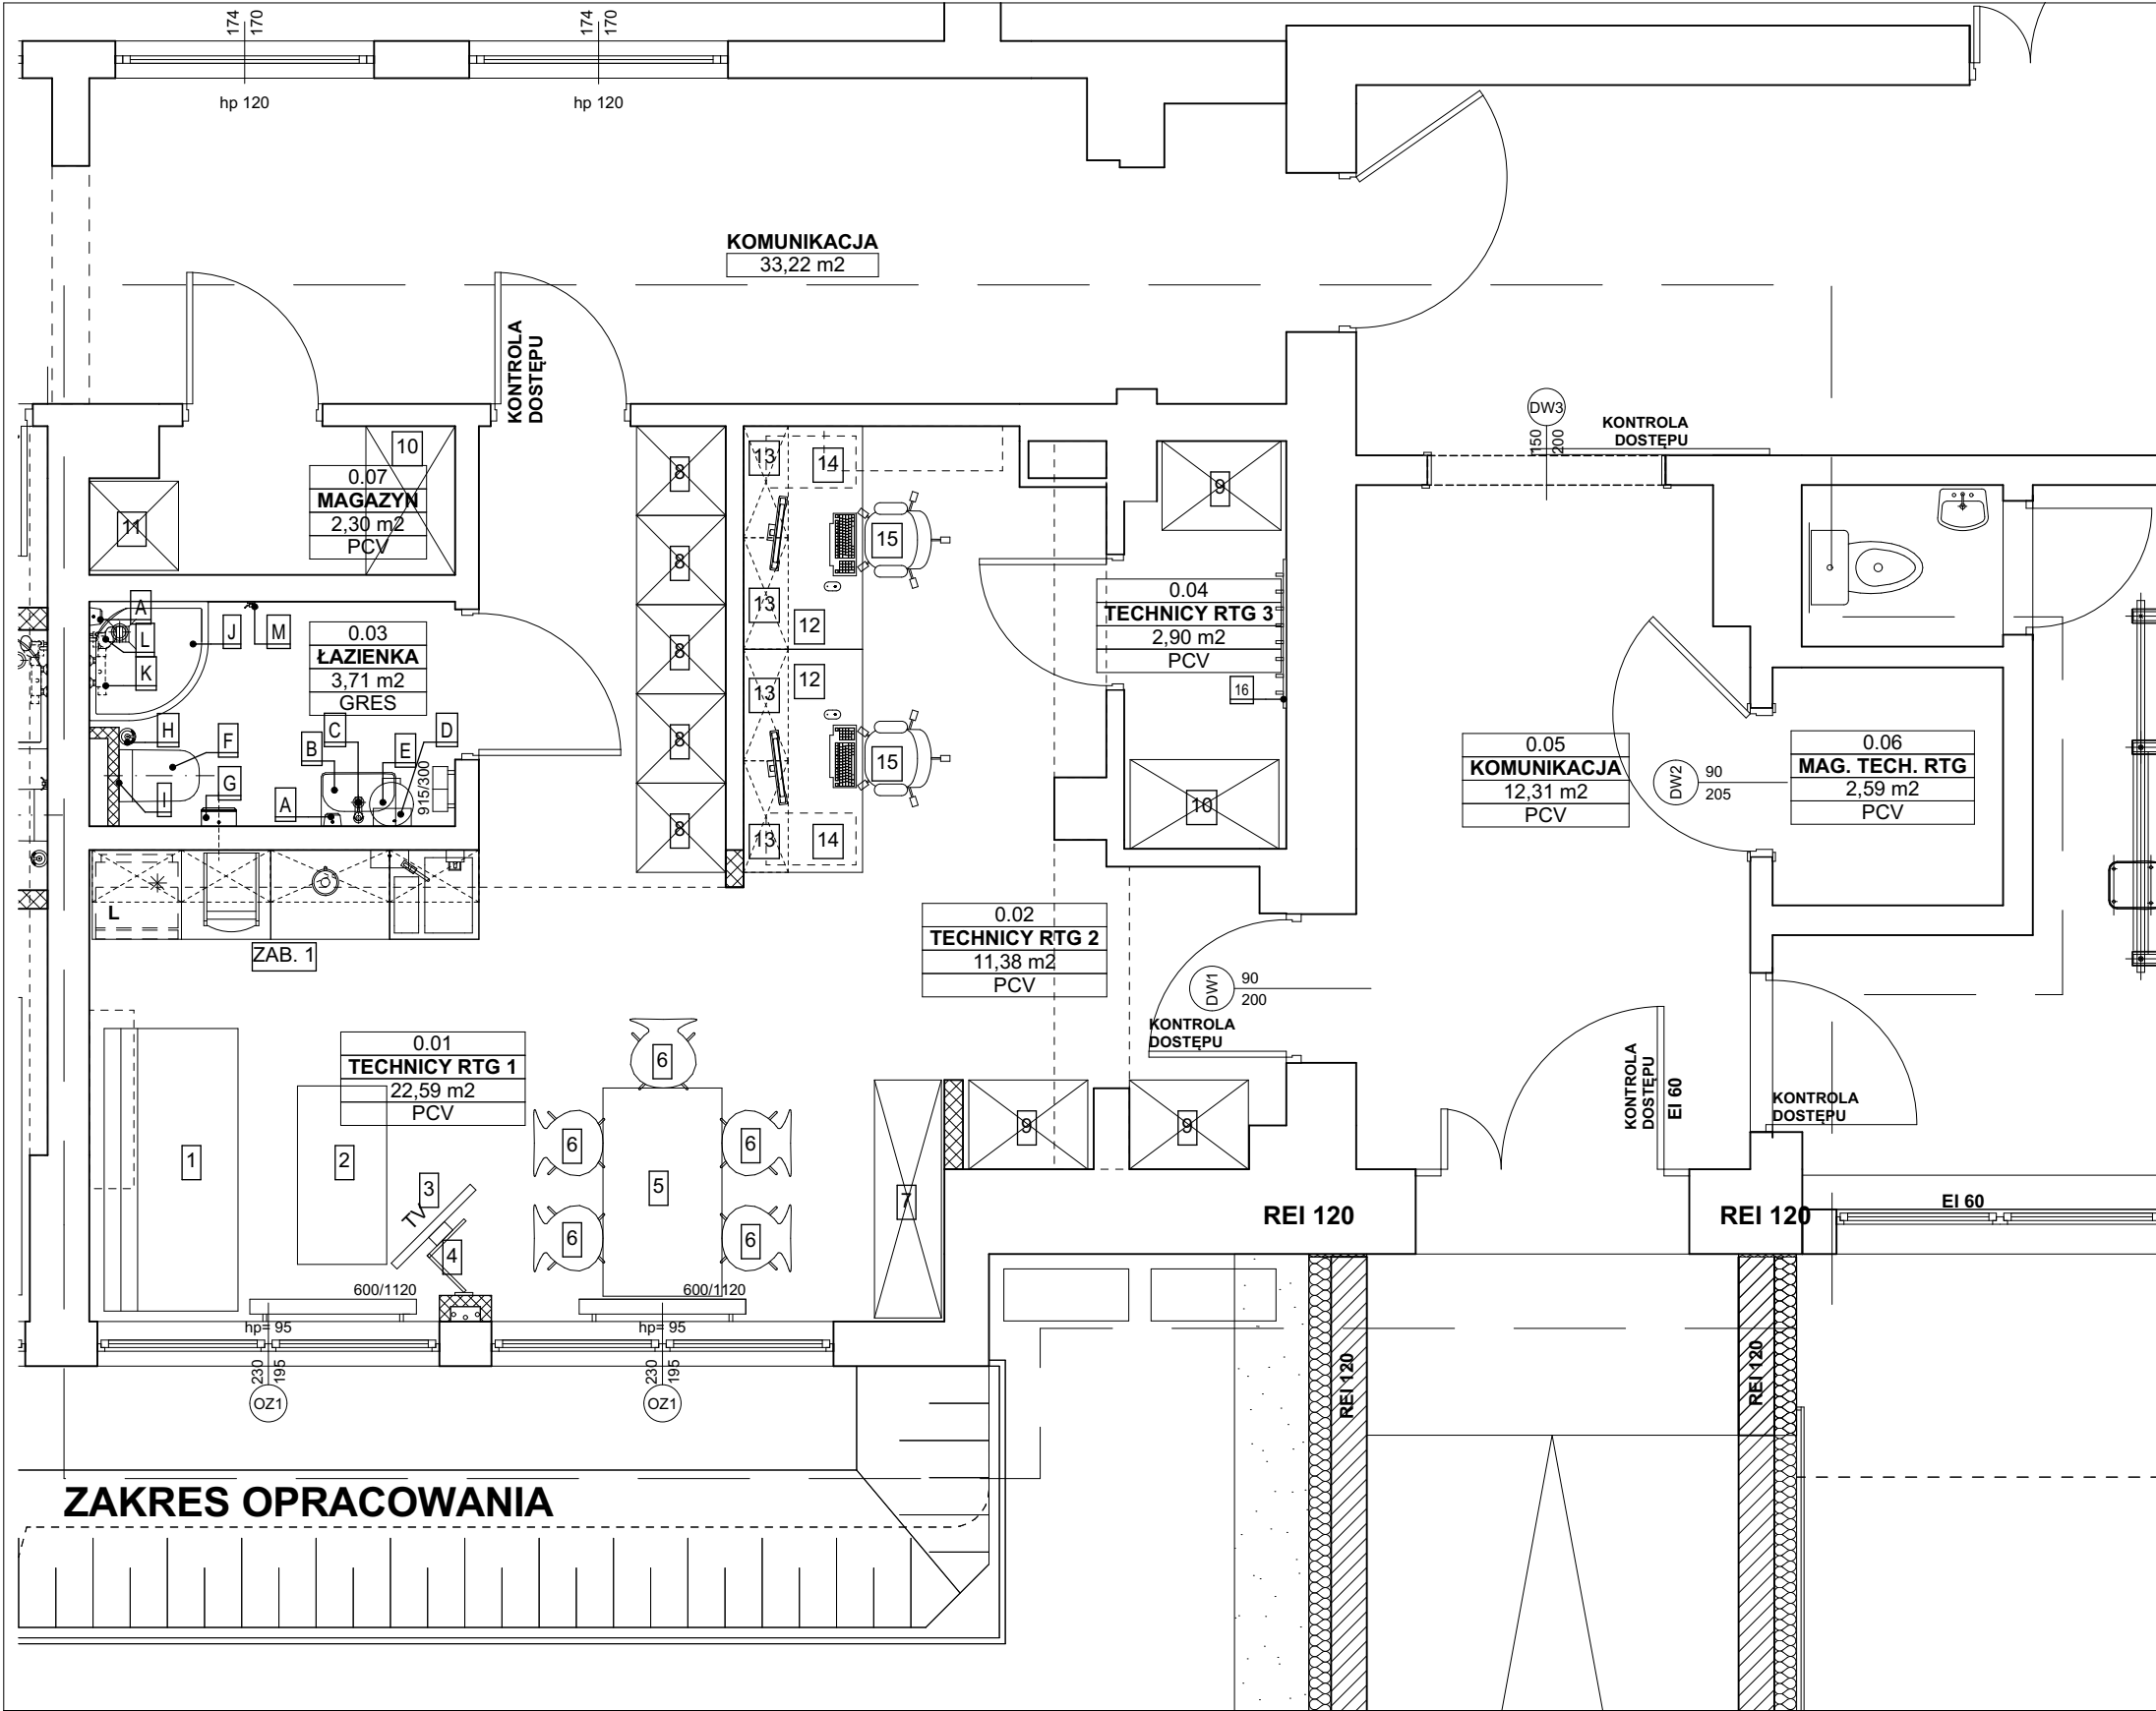 174
170
174
170
hp 120
hp 120
KOMUNIKACJA
33,22 m2
KONTROLA
DOSTĘPU
DW3
150
200
KONTROLA
DOSTĘPU
10
0.07
MAGAZYN
2,30 m2
PCV
11
8
8
8
8
8
13
14
15
13
12
12
13
15
13
14
9
0.04
TECHNICY RTG 3
2,90 m2
PCV
16
10
A
L
K
J
M
0.03
ŁAZIENKA
3,71 m2
GRES
H
F
I
G
B
C
A
E
D
915/300
L
ZAB. 1
0.05
KOMUNIKACJA
12,31 m2
PCV
DW2
90
205
0.06
MAG. TECH. RTG
2,59 m2
PCV
0.02
TECHNICY RTG 2
11,38 m2
PCV
DW1
90
200
KONTROLA
DOSTĘPU
0.01
TECHNICY RTG 1
22,59 m2
PCV
1
2
3
TV
4
5
6
6
6
6
6
7
9
9
KONTROLA
DOSTĘPU
EI 60
KONTROLA
DOSTĘPU
REI 120
REI 120
EI 60
600/1120
600/1120
hp= 95
hp= 95
230
195
230
195
OZ1
OZ1
REI 120
REI 120
ZAKRES OPRACOWANIA